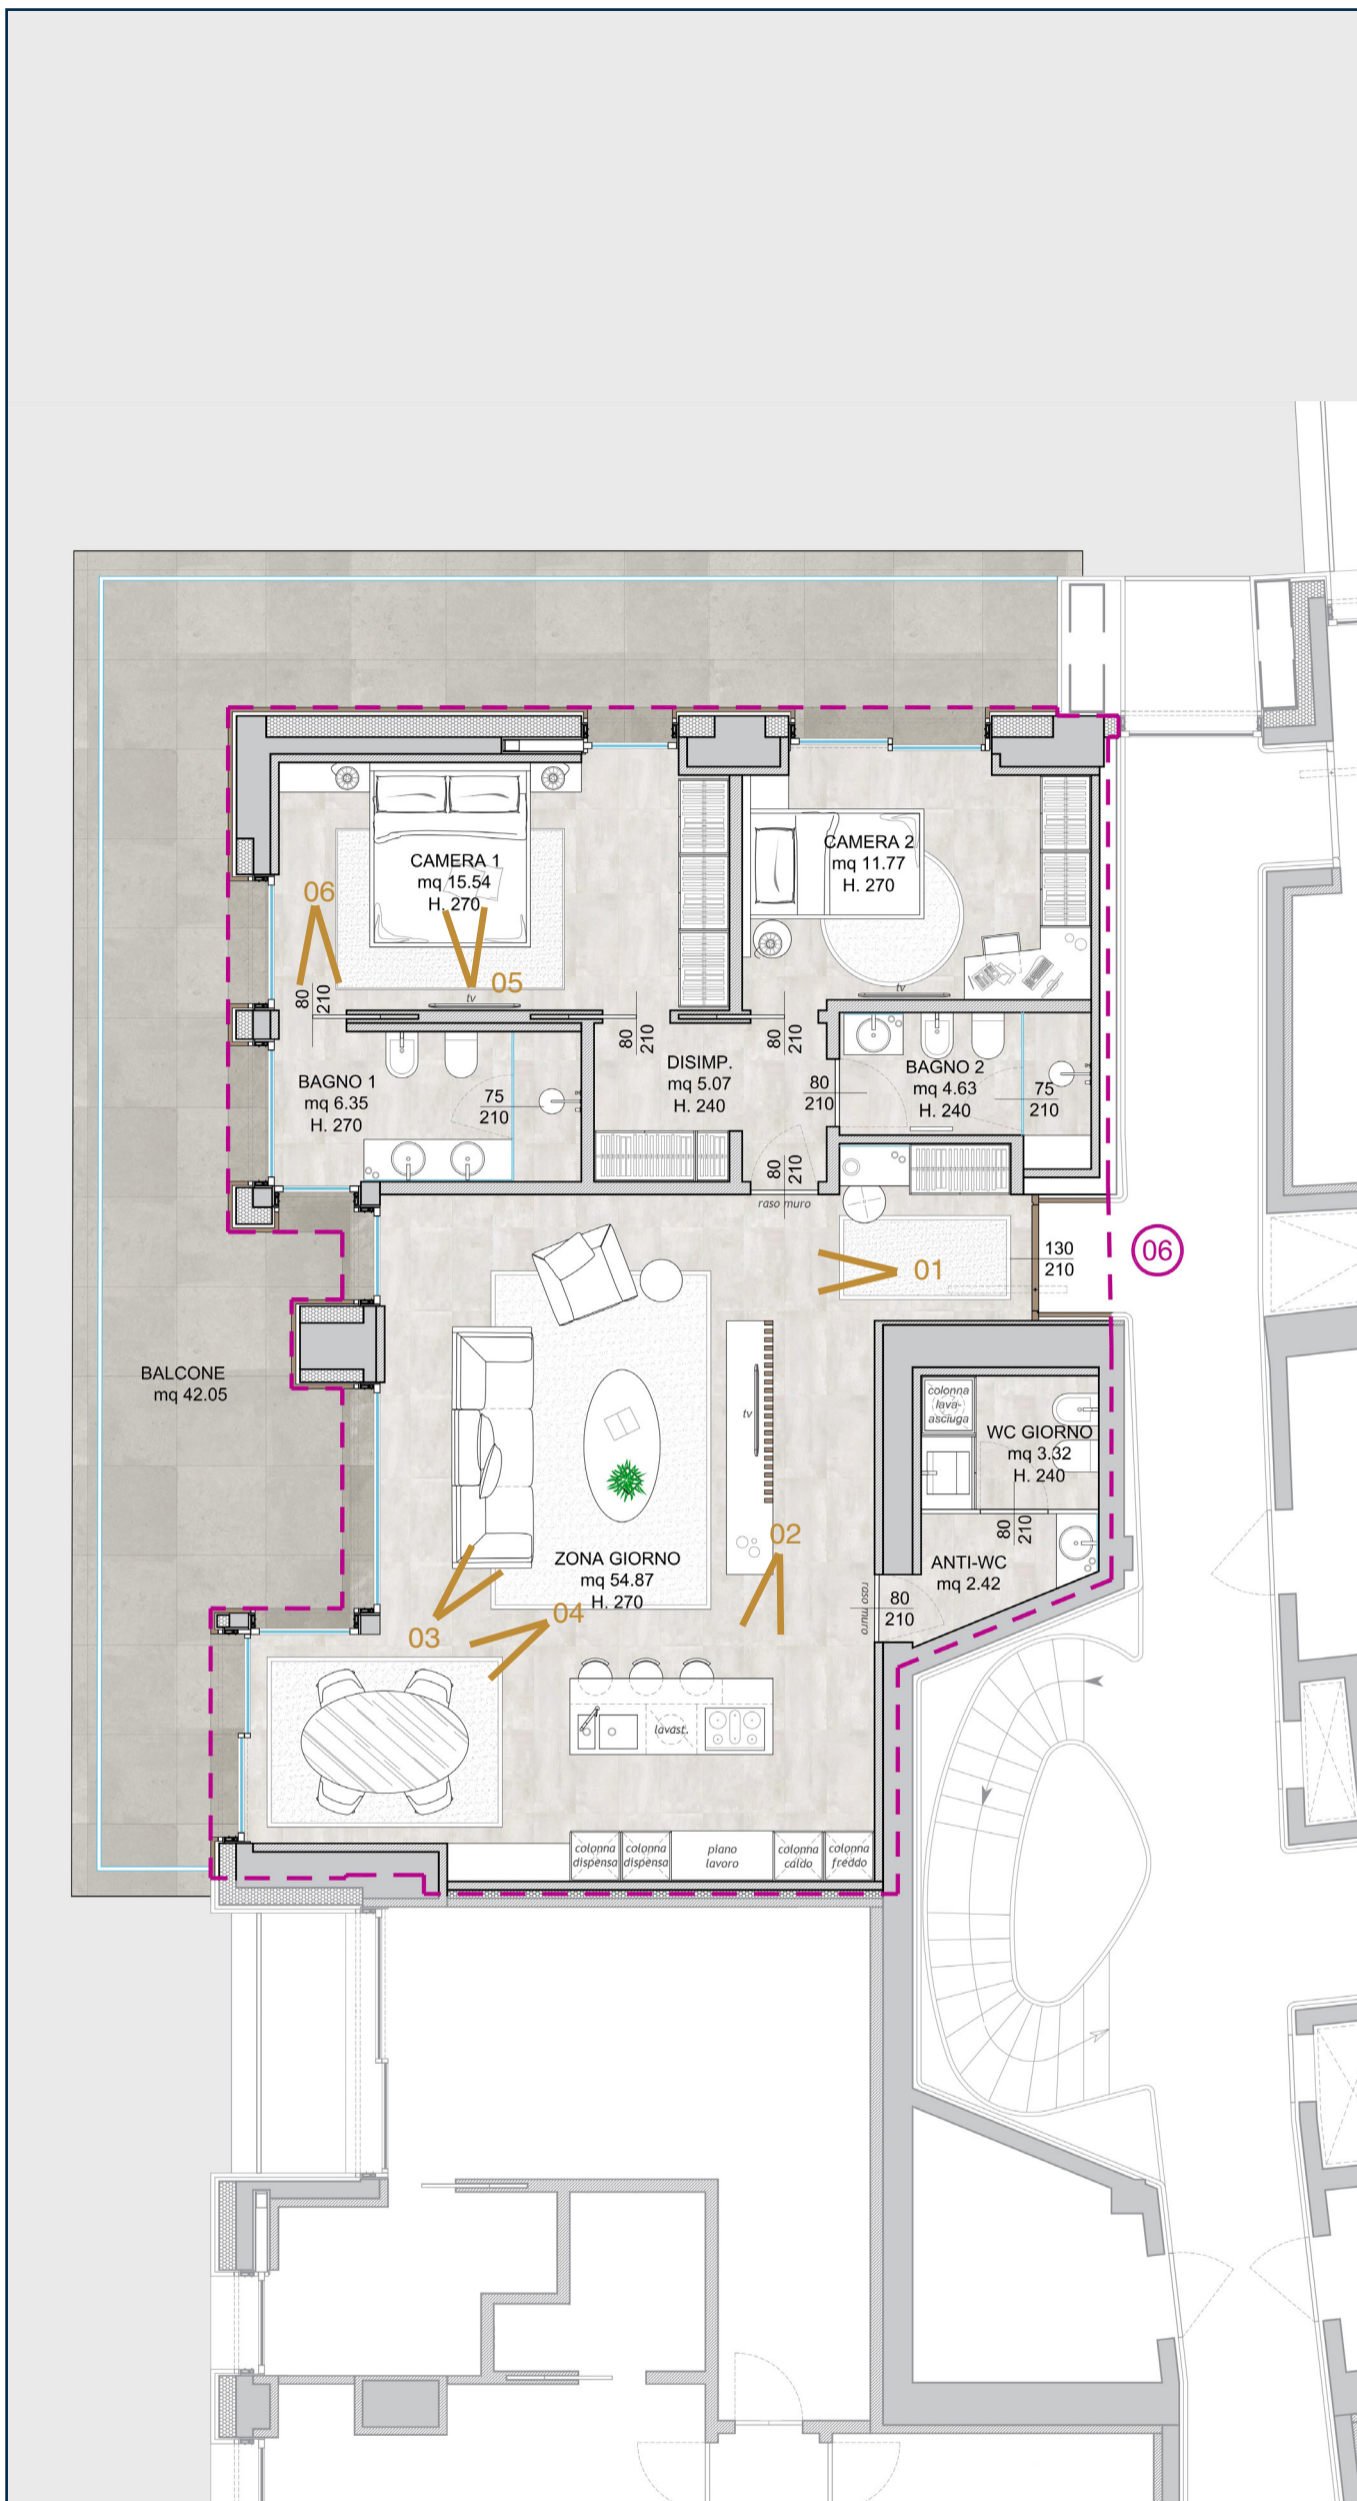 CAMERA 1
mq 15.54
H. 270
CAMERA 2
mq 11.77
H. 270
06
05
tv
tv
80
210
80
210
80
210
BAGNO 1
mq 6.35
H. 270
75
210
DISIMP.
mq 5.07
H. 240
80
210
BAGNO 2
mq 4.63
H. 240
75
210
80
210
raso muro
01
130
210
06
BALCONE
mq 42.05
tv
colonna
lava-
asciuga
WC GIORNO
mq 3.32
H. 240
80
210
02
ZONA GIORNO
mq 54.87
H. 270
ANTI-WC
mq 2.42
raso muro
80
210
03
04
lavast.
colonna
dispensa
colonna
dispensa
plano
lavoro
colonna
caldo
colonna
freddo